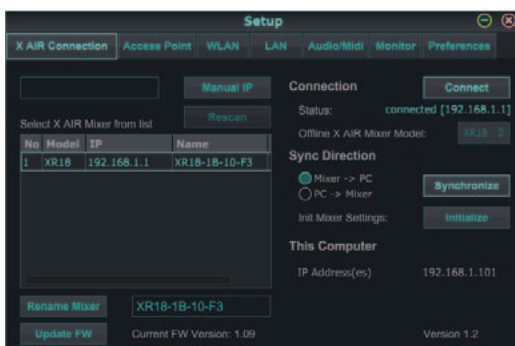 Setup
X AIR Connection Access Point WLAN LAN Audio/Midi Monitor Preferences
Manual IP
Rescan
Select X AIR Mixer from list
No Model IP Name
1 XR18 192.168.1.1 XR18-1B-10-F3
Rename Mixer XR18-1B-10-F3
Update FW Current FW Version: 1.09
Connection Connect
Status: connected [192.168.1.1]
Offline X AIR Mixer Model: XR18
Sync Direction
Mixer -> PC
PC -> Mixer
Synchronize
Init Mixer Settings: Initialize
This Computer
IP Address(es) 192.168.1.101
Version 1.2